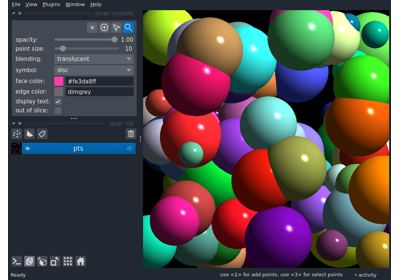 File View Plugins Window Help
layer controls
opacity: 1.00
point size: 10
blending: translucent
symbol: disc
face color: #fe3da8ff
edge color: dimgrey
display text:
out of slice:
layer list
pts
Ready
use <2> for add points, use <3> for select points
activity